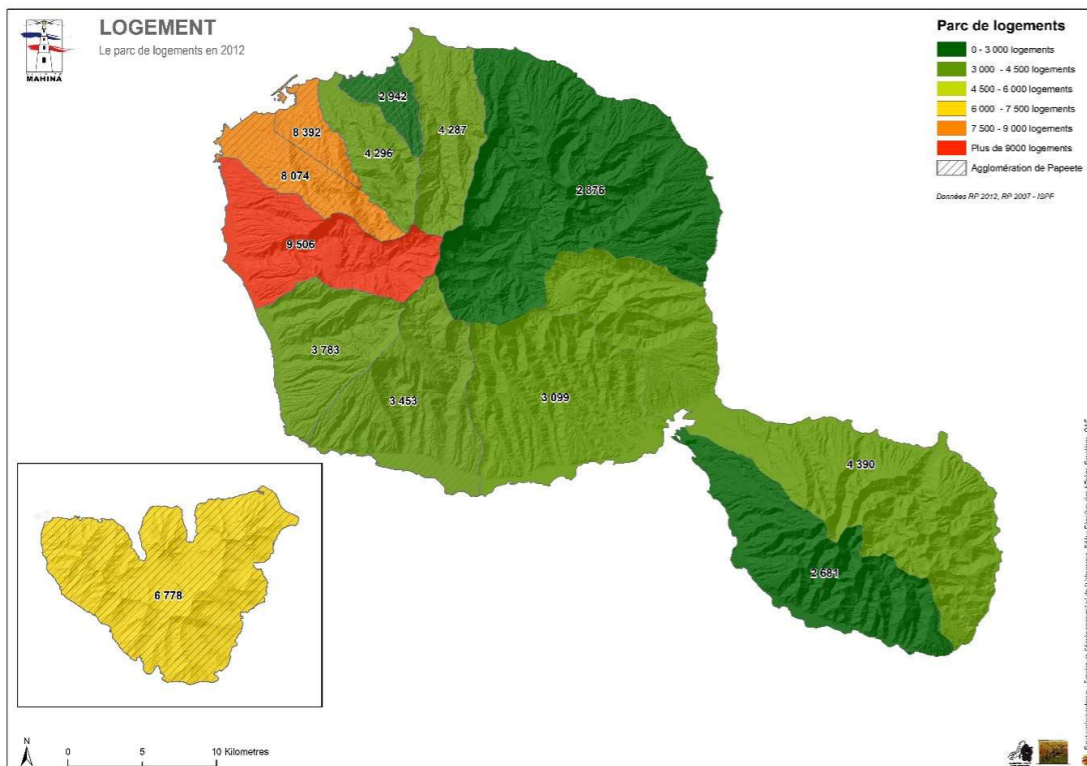 LOGEMENT
Le parc de logements en 2012
MAHINA
Parc de logements
0 - 3 000 logements
3 000 - 4 500 logements
4 500 - 6 000 logements
6 000 - 7 500 logements
7 500 - 9 000 logements
Plus de 9000 logements
Agglomération de Papeete
Données RP 2012, RP 2007 - ISPF
2 942
8 392
4 287
4 296
8 074
2 876
9 506
3 783
3 453
3 099
4 390
2 681
6 778
N
0 5 10 Kilometres